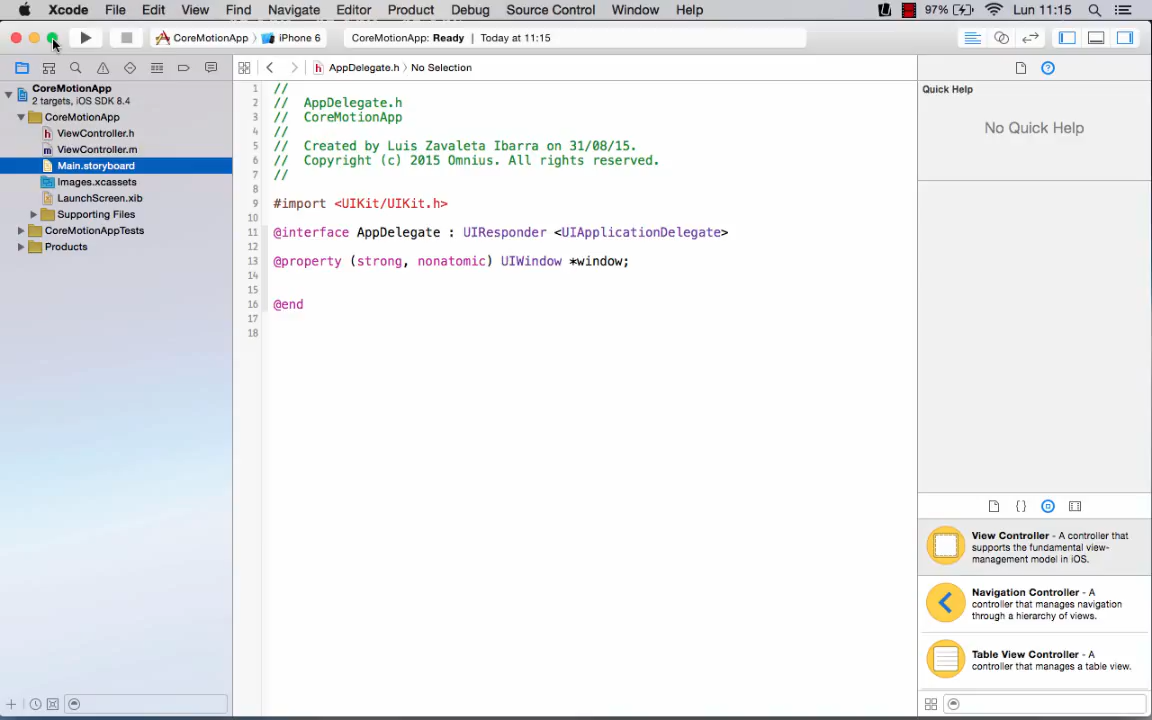 Xcode File Edit View Find Navigate Editor Product Debug Source Control Window Help 97% Lun 11:15
CoreMotionApp iPhone 6 CoreMotionApp: Ready Today at 11:15
AppDelegate.h No Selection
CoreMotionApp
2 targets, iOS SDK 8.4
CoreMotionApp
ViewController.h
ViewController.m
Main.storyboard
Images.xcassets
LaunchScreen.xib
Supporting Files
CoreMotionAppTests
Products
1 //
2 // AppDelegate.h
3 // CoreMotionApp
4 //
5 // Created by Luis Zavaleta Ibarra on 31/08/15.
6 // Copyright (c) 2015 Omnius. All rights reserved.
7 //
8
9 #import <UIKit/UIKit.h>
10
11 @interface AppDelegate : UIResponder <UIApplicationDelegate>
12
13 @property (strong, nonatomic) UIWindow *window;
14
15
16 @end
17
18
Quick Help
No Quick Help
View Controller - A controller that
supports the fundamental view-
management model in iOS.
Navigation Controller - A
controller that manages navigation
through a hierarchy of views.
Table View Controller - A
controller that manages a table view.